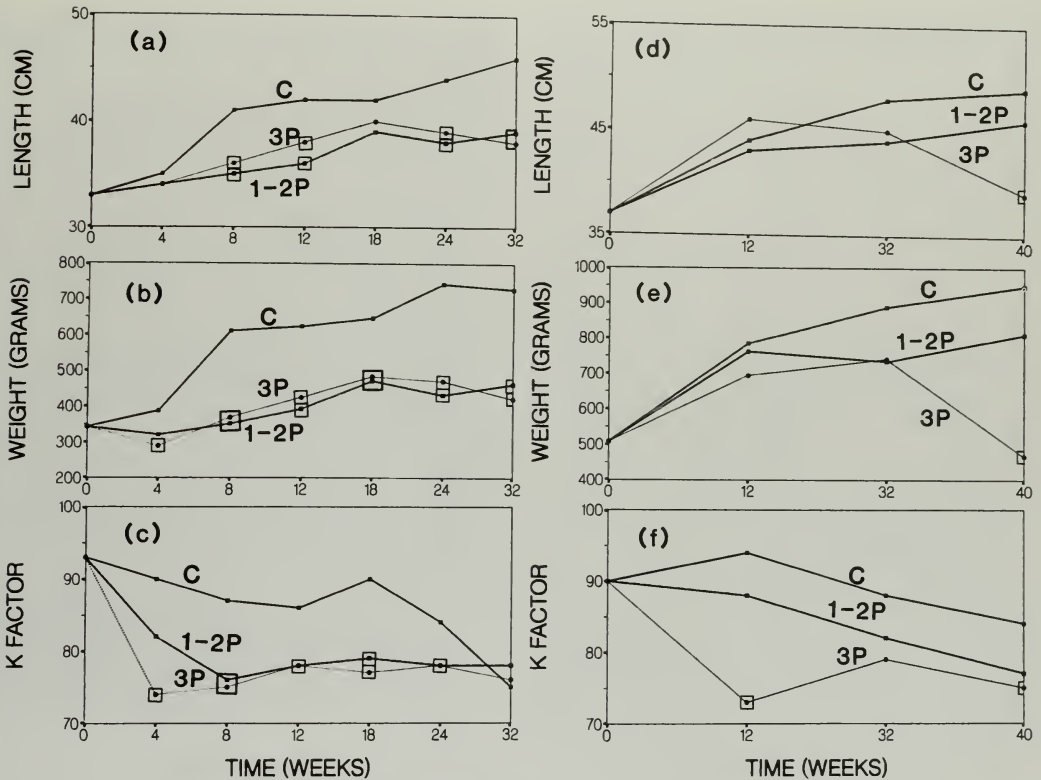 (a)
50
40
30
LENGTH (CM)
C
3P
1-2P
0 4 8 12 18 24 32
(b)
800
700
600
500
400
300
200
WEIGHT (GRAMS)
C
3P
1-2P
0 4 8 12 18 24 32
(c)
100
90
80
70
K FACTOR
C
1-2P
3P
0 4 8 12 18 24 32
TIME (WEEKS)
(d)
55
45
35
LENGTH (CM)
C
1-2P
3P
0 12 32 40
(e)
1000
900
800
700
600
500
400
WEIGHT (GRAMS)
C
1-2P
3P
0 12 32 40
(f)
100
90
80
70
K FACTOR
C
1-2P
3P
0 12 32 40
TIME (WEEKS)